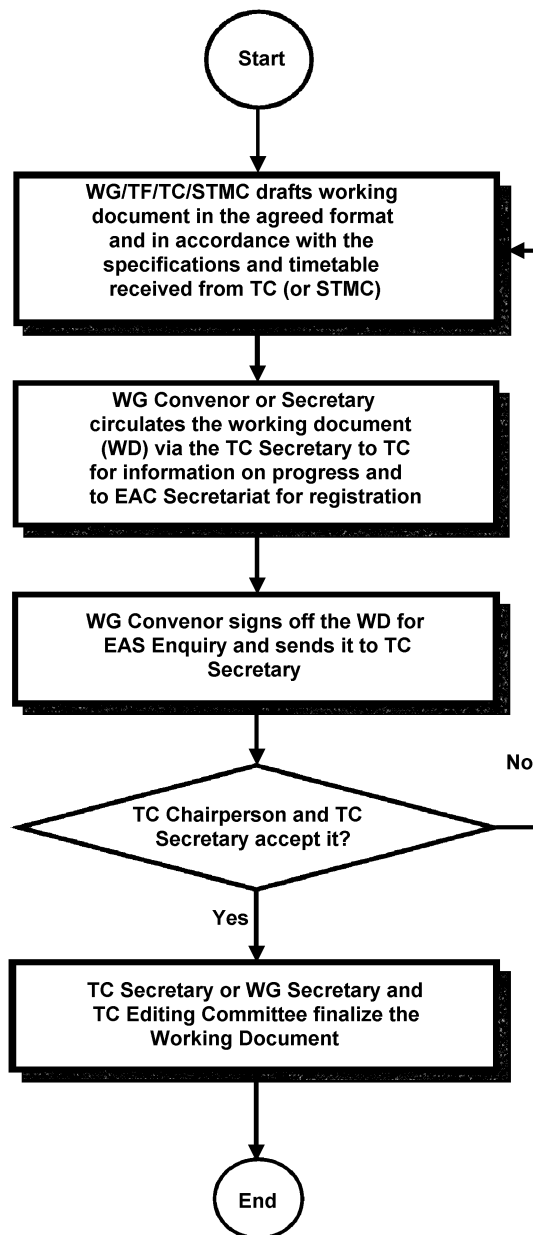 Start
WG/TF/TC/STMC drafts working
document in the agreed format
and in accordance with the
specifications and timetable
received from TC (or STMC)
WG Convenor or Secretary
circulates the working document
(WD) via the TC Secretary to TC
for information on progress and
to EAC Secretariat for registration
WG Convenor signs off the WD for
EAS Enquiry and sends it to TC
Secretary
No
TC Chairperson and TC
Secretary accept it?
Yes
TC Secretary or WG Secretary and
TC Editing Committee finalize the
Working Document
End